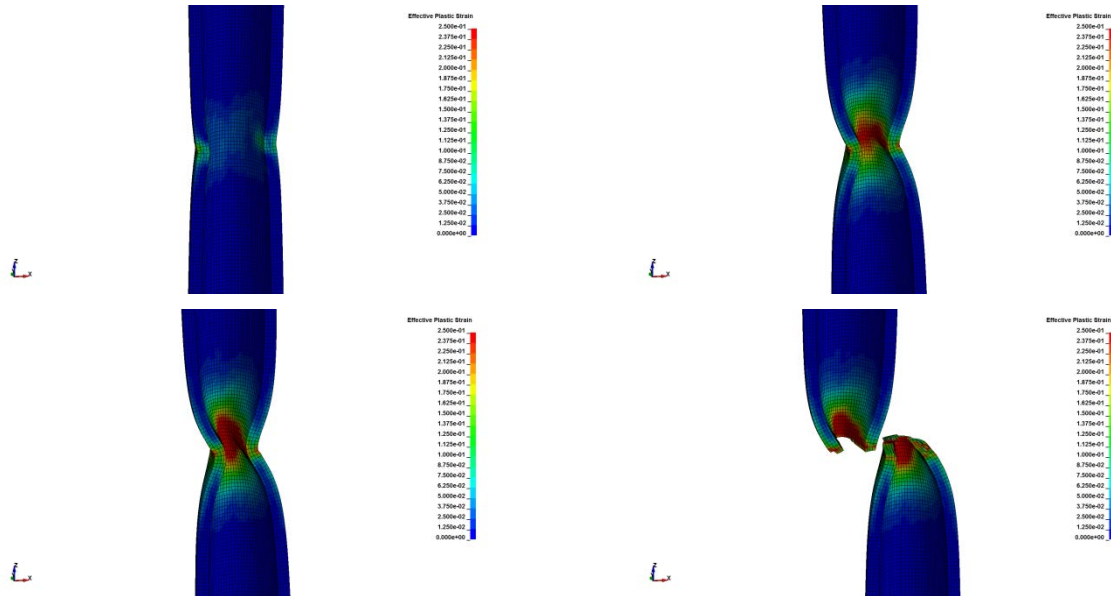 Effective Plastic Strain
2.500e-01
2.375e-01
2.250e-01
2.125e-01
2.000e-01
1.875e-01
1.750e-01
1.625e-01
1.500e-01
1.375e-01
1.250e-01
1.125e-01
1.000e-01
8.750e-02
7.500e-02
6.250e-02
5.000e-02
3.750e-02
2.500e-02
1.250e-02
0.000e+00
Z
X
Effective Plastic Strain
2.500e-01
2.375e-01
2.250e-01
2.125e-01
2.000e-01
1.875e-01
1.750e-01
1.625e-01
1.500e-01
1.375e-01
1.250e-01
1.125e-01
1.000e-01
8.750e-02
7.500e-02
6.250e-02
5.000e-02
3.750e-02
2.500e-02
1.250e-02
0.000e+00
Z
X
Effective Plastic Strain
2.500e-01
2.375e-01
2.250e-01
2.125e-01
2.000e-01
1.875e-01
1.750e-01
1.625e-01
1.500e-01
1.375e-01
1.250e-01
1.125e-01
1.000e-01
8.750e-02
7.500e-02
6.250e-02
5.000e-02
3.750e-02
2.500e-02
1.250e-02
0.000e+00
Z
X
Effective Plastic Strain
2.500e-01
2.375e-01
2.250e-01
2.125e-01
2.000e-01
1.875e-01
1.750e-01
1.625e-01
1.500e-01
1.375e-01
1.250e-01
1.125e-01
1.000e-01
8.750e-02
7.500e-02
6.250e-02
5.000e-02
3.750e-02
2.500e-02
1.250e-02
0.000e+00
Z
X